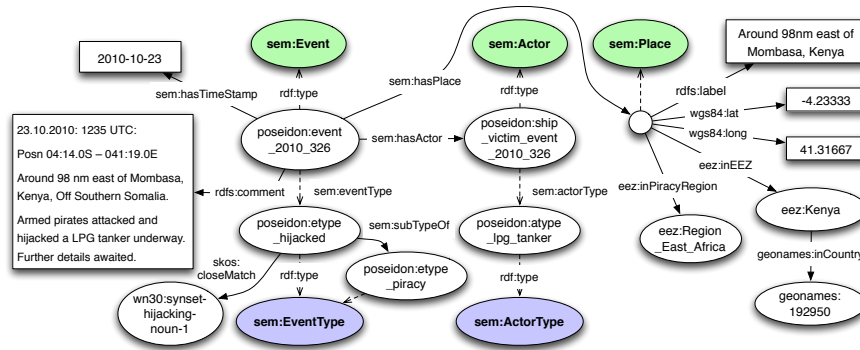 sem:Event
sem:Actor
sem:Place
Around 98nm east of
Mombasa, Kenya
2010-10-23
sem:hasPlace
rdfs:label
sem:hasTimeStamp
rdf:type
rdf:type
wgs84:lat
-4.23333
wgs84:long
41.31667
23.10.2010: 1235 UTC:
Posn 04:14.0S – 041:19.0E
Around 98 nm east of Mombasa,
Kenya, Off Southern Somalia.
Armed pirates attacked and
hijacked a LPG tanker underway.
Further details awaited.
poseidon:event
_2010_326
sem:hasActor
poseidon:ship
_victim_event
_2010_326
eez:inEEZ
rdfs:comment
sem:eventType
sem:actorType
eez:inPiracyRegion
eez:Kenya
poseidon:etype
_hijacked
sem:subTypeOf
poseidon:atype
_lpg_tanker
eez:Region
_East_Africa
geonames:inCountry
skos:
closeMatch
rdf:type
poseidon:etype
_piracy
rdf:type
wn30:synset-
hijacking-
noun-1
sem:EventType
sem:ActorType
geonames:
192950